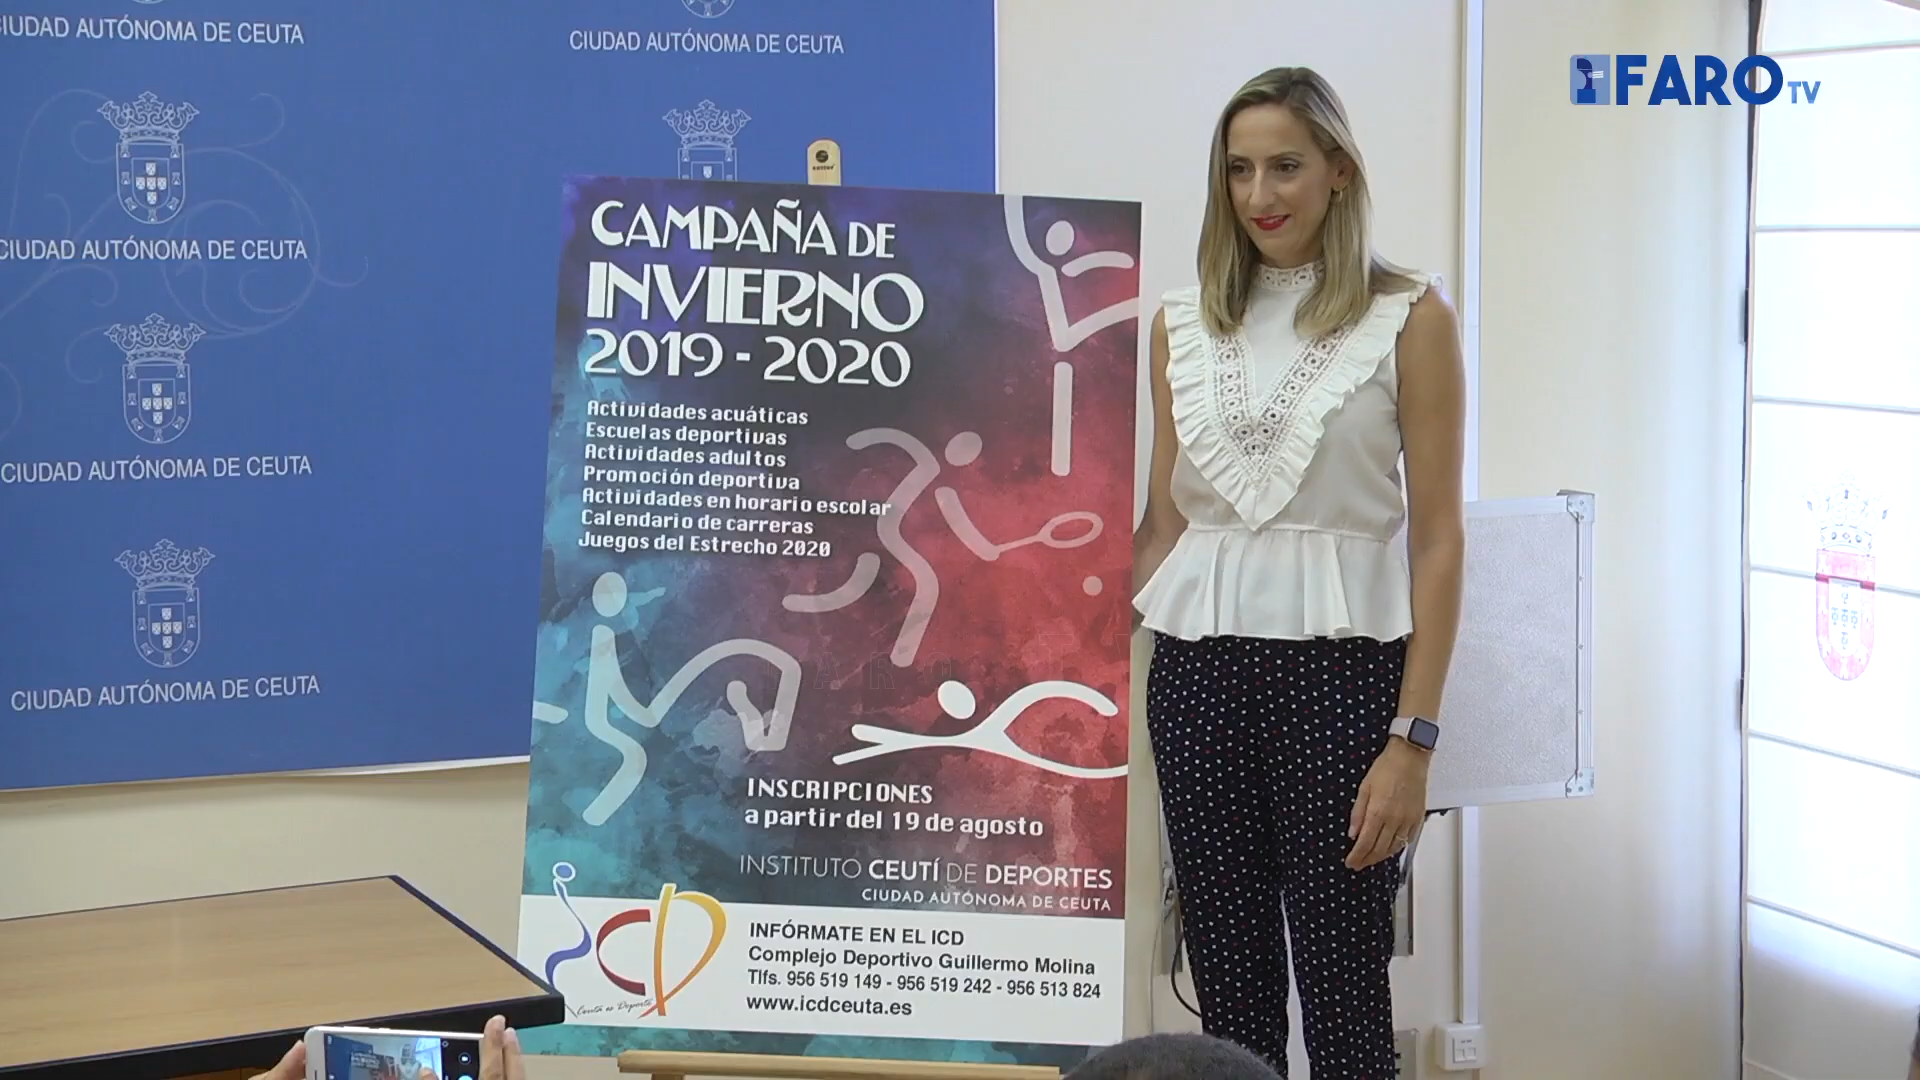 CIUDAD AUTÓNOMA DE CEUTA
CIUDAD AUTÓNOMA DE CEUTA
FARO TV
CIUDAD AUTÓNOMA DE CEUTA
CIUDAD AUTÓNOMA DE CEUTA
CIUDAD AUTÓNOMA DE CEUTA
CAMPAÑA DE
INVIERNO
2019 - 2020
Actividades acuáticas
Escuelas deportivas
Actividades adultos
Promoción deportiva
Actividades en horario escolar
Calendario de carreras
Juegos del Estrecho 2020
INSCRIPCIONES
a partir del 19 de agosto
INSTITUTO CEUTÍ DE DEPORTES
CIUDAD AUTÓNOMA DE CEUTA
Ceuta es Deporte
INFÓRMATE EN EL ICD
Complejo Deportivo Guillermo Molina
Tlfs. 956 519 149 - 956 519 242 - 956 513 824
www.icdceuta.es